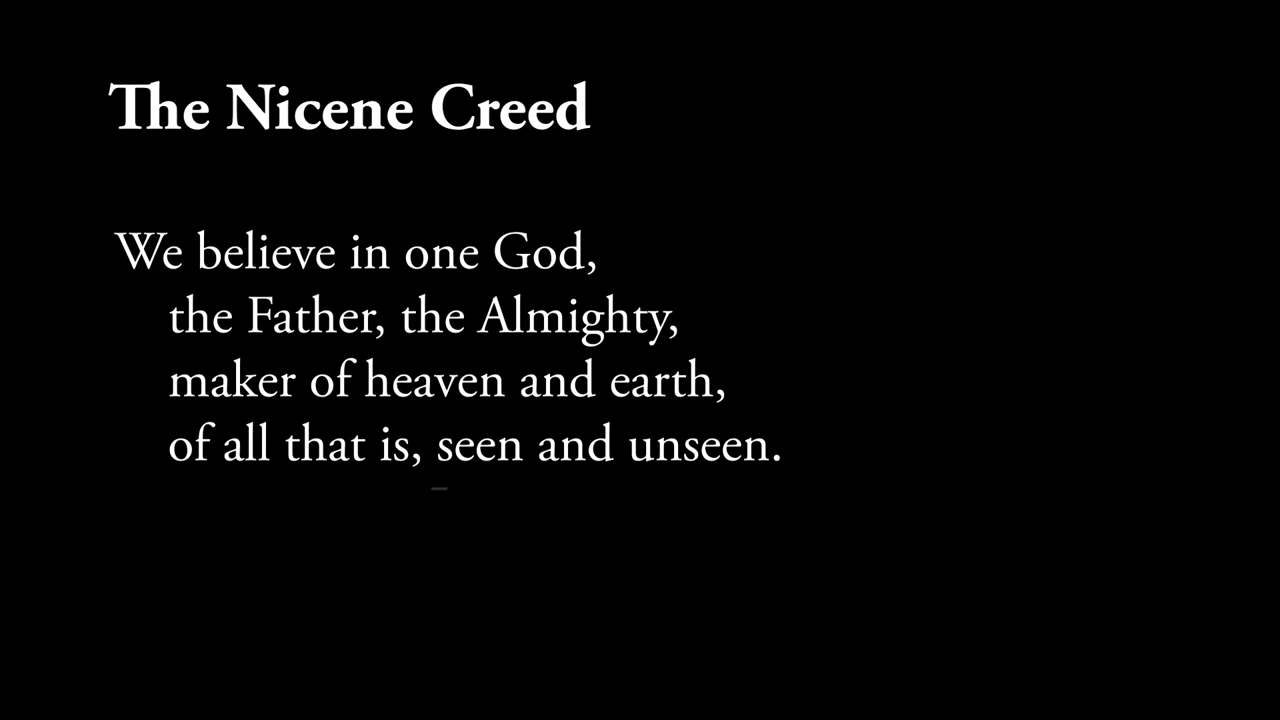 The Nicene Creed
We believe in one God,
the Father, the Almighty,
maker of heaven and earth,
of all that is, seen and unseen.